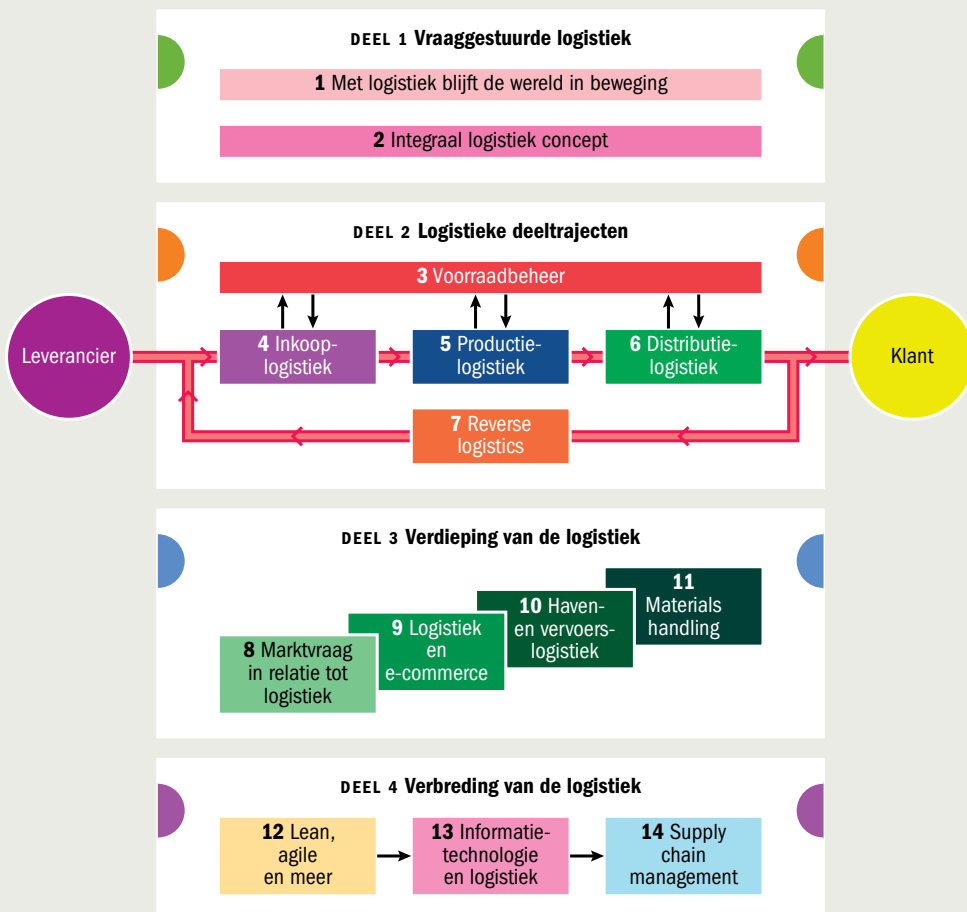 DEEL 1 Vraaggestuurde logistiek
1 Met logistiek blijft de wereld in beweging
2 Integraal logistiek concept
DEEL 2 Logistieke deeltrajecten
3 Voorraadbeheer
Leverancier
4 Inkoop-
logistiek
5 Productie-
logistiek
6 Distributie-
logistiek
Klant
7 Reverse
logistics
DEEL 3 Verdieping van de logistiek
8 Marktvraag
in relatie tot
logistiek
9 Logistiek
en
e-commerce
10 Haven-
en vervoers-
logistiek
11
Materials
handling
DEEL 4 Verbreding van de logistiek
12 Lean,
agile
en meer
13 Informatie-
technologie
en logistiek
14 Supply
chain
management